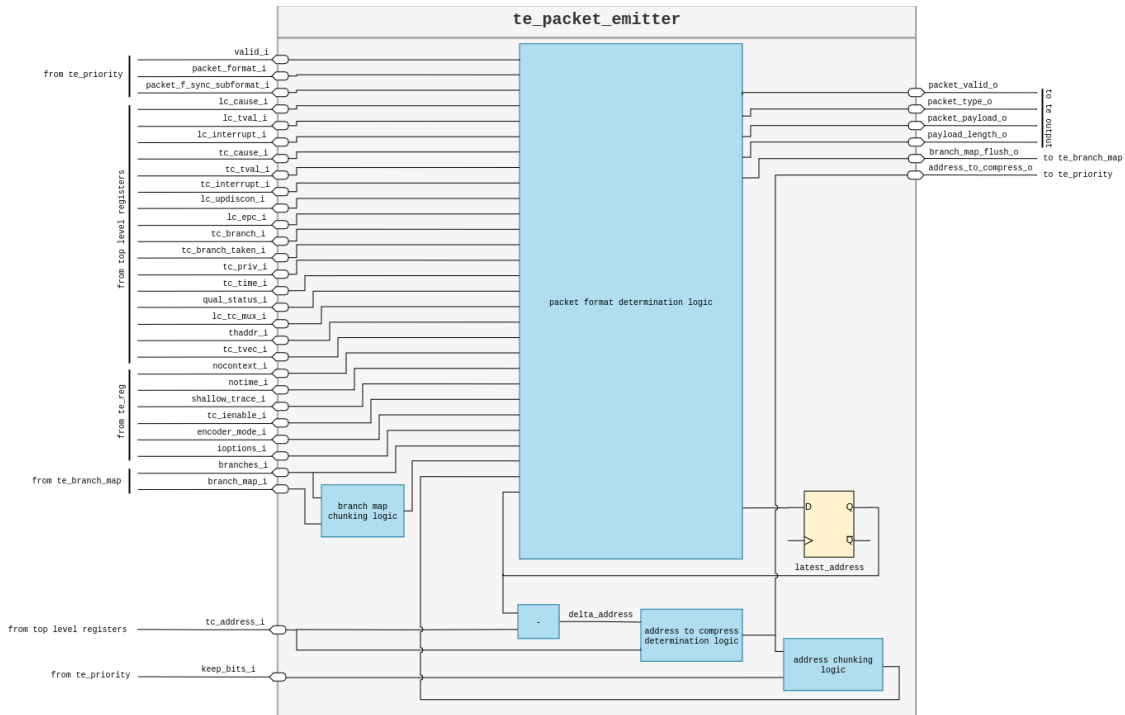 te_packet_emitter
from te_priority
valid_i
packet_format_i
packet_f_sync_subformat_i
from top level registers
lc_cause_i
lc_tval_i
lc_interrupt_i
tc_cause_i
tc_tval_i
tc_interrupt_i
lc_updiscon_i
lc_epc_i
tc_branch_i
tc_branch_taken_i
tc_priv_i
tc_time_i
qual_status_i
lc_tc_mux_i
thaddr_i
tc_tvec_i
from te_reg
nocontext_i
notime_i
shallow_trace_i
tc_ienable_i
encoder_mode_i
ioptions_i
from te_branch_map
branches_i
branch_map_i
branch map
chunking logic
packet format determination logic
packet_valid_o
packet_type_o
packet_payload_o
payload_length_o
to te output
branch_map_flush_o
to te_branch_map
address_to_compress_o
to te_priority
D
Q
Q
latest_address
from top level registers
tc_address_i
-
delta_address
address to compress
determination logic
address chunking
logic
from te_priority
keep_bits_i